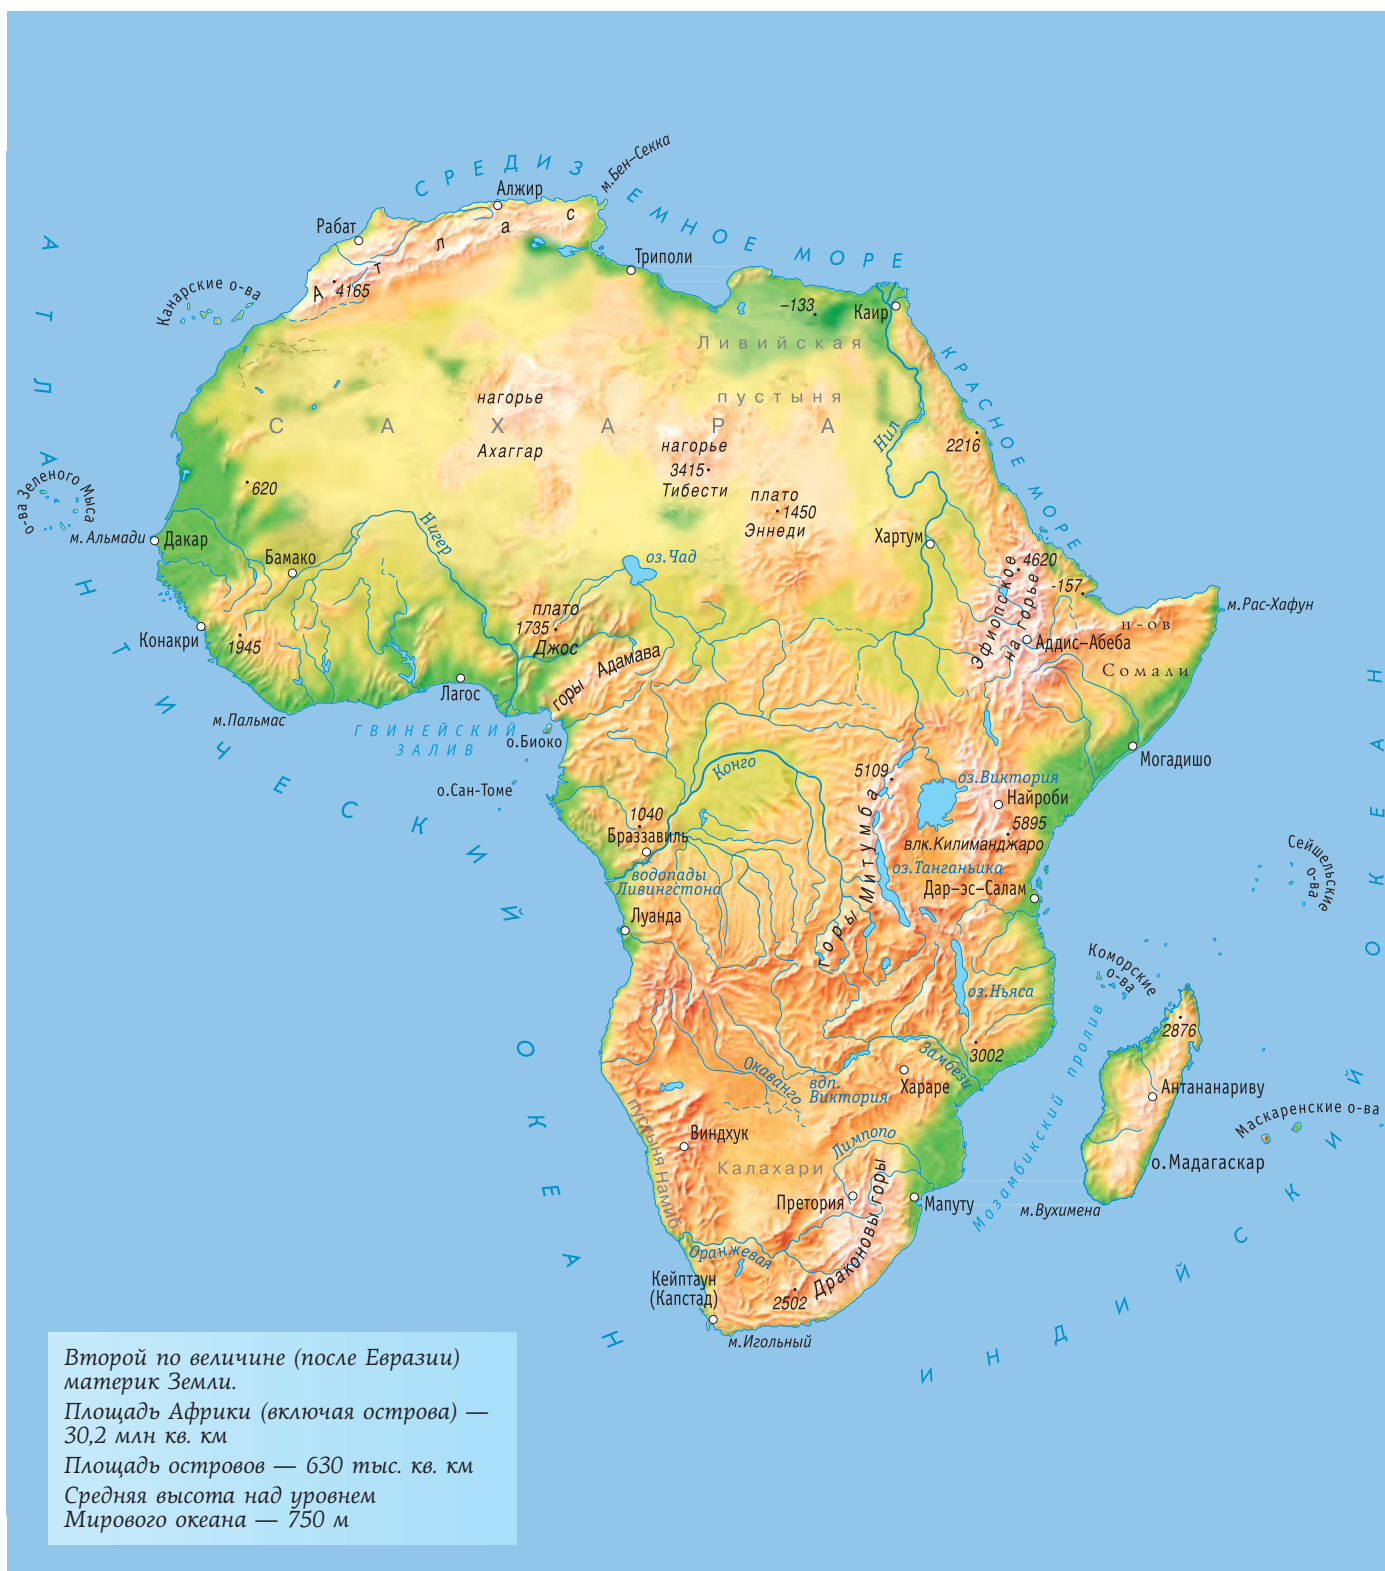 СРЕДИЗЕМНОЕ МОРЕ
м.Бен–Секка
Алжир
Рабат
Атлас
4165
Триполи
Канарские о-ва
–133
Каир
Ливийская
пустыня
КРАСНОЕ МОРЕ
АТЛАНТИЧЕСКИЙ ОКЕАН
САХАРА
нагорье
Ахаггар
нагорье
3415
Тибести
плато
1450
Эннеди
Нил
2216
о-ва Зеленого Мыса
620
м.Альмади
Дакар
Бамако
Нигер
оз.Чад
Хартум
4620
-157
Эфиопское
нагорье
м.Рас-Хафун
п-ов
Сомали
Аддис–Абеба
плато
1735
Джос
горы Адамава
Конакри
1945
Лагос
м.Пальмас
ГВИНЕЙСКИЙ
ЗАЛИВ
о.Биоко
о.Сан-Томе
Могадишо
Конго
5109
оз.Виктория
Найроби
5895
влк.Килиманджаро
1040
Браззавиль
водопады
Ливингстона
горы Митумба
оз.Танганьика
Дар–эс–Салам
Луанда
Сейшельские
о-ва
Коморские
о-ва
оз.Ньяса
2876
3002
Замбези
Хараре
Окаванго
вдп.
Виктория
Мозамбикский пролив
Антананариву
Маскаренские о-ва
о.Мадагаскар
м.Вухимена
пустыня Намиб
Виндхук
Лимпопо
Калахари
Претория
Мапуту
Драконовы горы
Оранжевая
Кейптаун
(Капстад)
2502
м.Игольный
ИНДИЙСКИЙ ОКЕАН
Второй по величине (после Евразии)
материк Земли.
Площадь Африки (включая острова) —
30,2 млн кв. км
Площадь островов — 630 тыс. кв. км
Средняя высота над уровнем
Мирового океана — 750 м